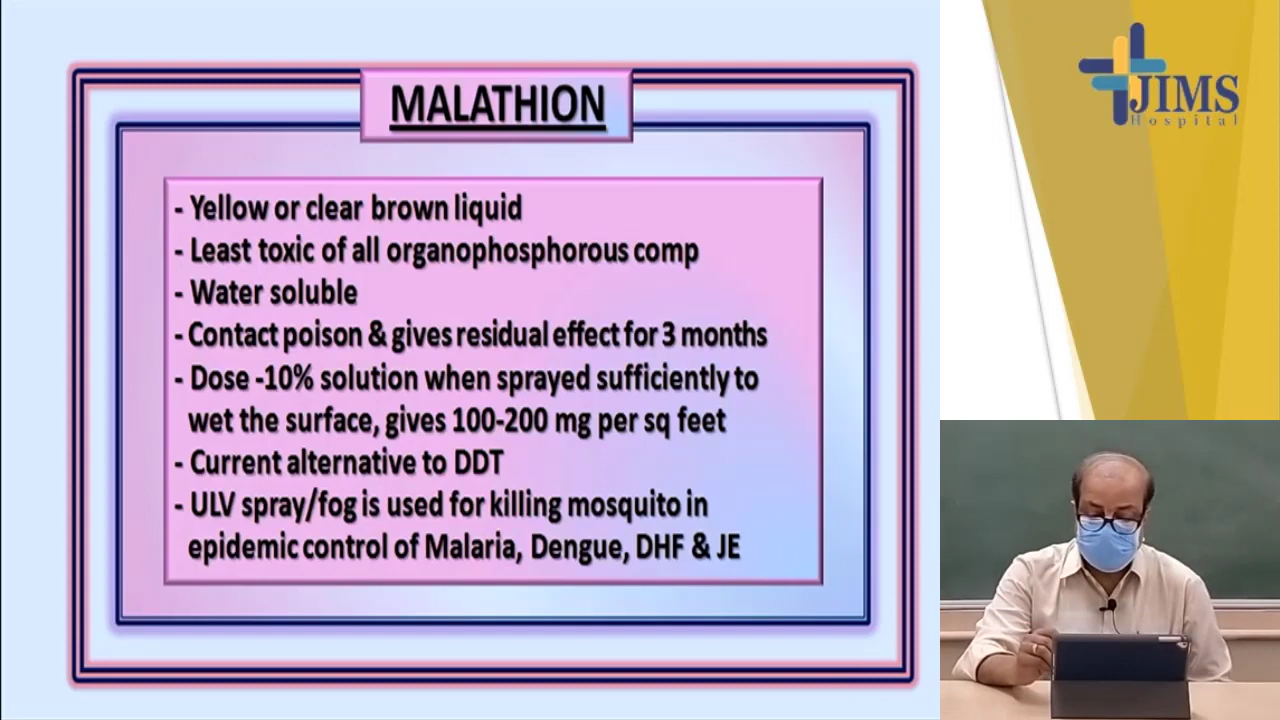 MALATHION
- Yellow or clear brown liquid
- Least toxic of all organophosphorous comp
- Water soluble
- Contact poison & gives residual effect for 3 months
- Dose -10% solution when sprayed sufficiently to
wet the surface, gives 100-200 mg per sq feet
- Current alternative to DDT
- ULV spray/fog is used for killing mosquito in
epidemic control of Malaria, Dengue, DHF & JE
JIMS
Hospital